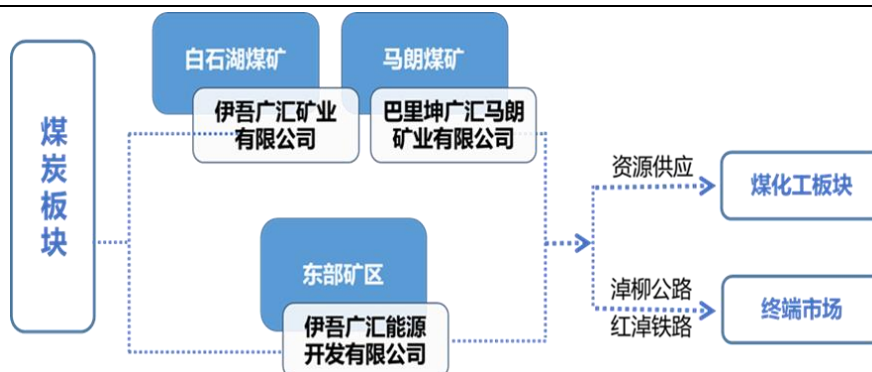 煤炭板块
白石湖煤矿
伊吾广汇矿业
有限公司
马朗煤矿
巴里坤广汇马朗
矿业有限公司
东部矿区
伊吾广汇能源
开发有限公司
资源供应
煤化工板块
淖柳公路
红淖铁路
终端市场